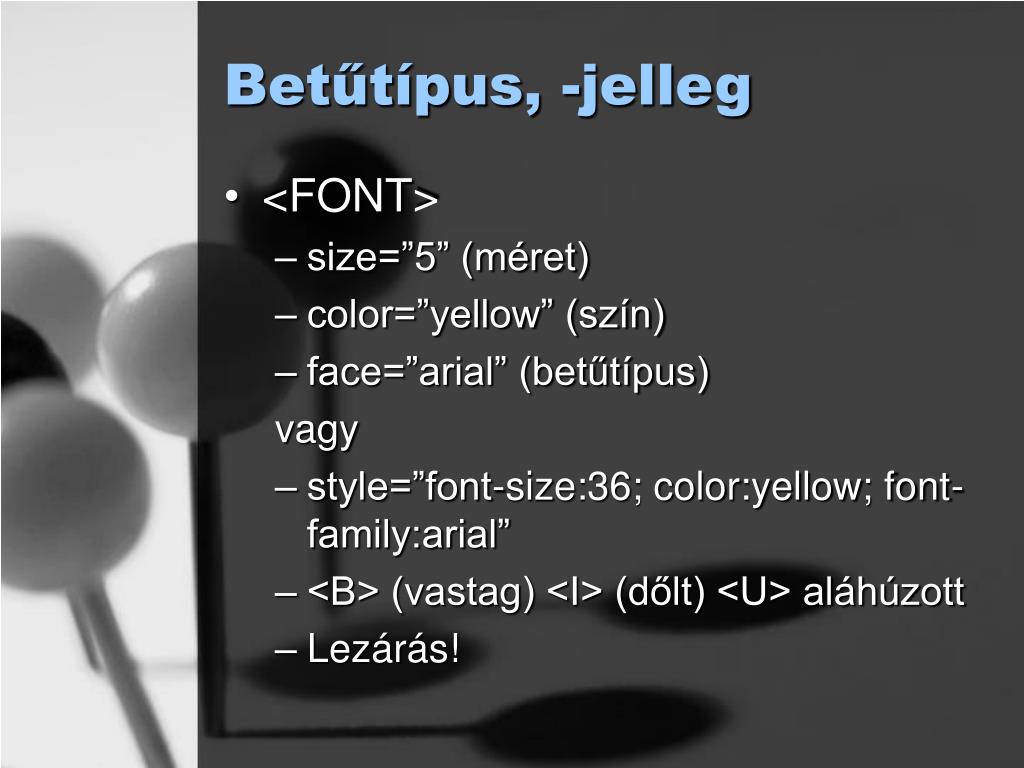 Betűtípus, -jelleg
• <FONT>
– size=”5” (méret)
– color=”yellow” (szín)
– face=”arial” (betűtípus)
vagy
– style=”font-size:36; color:yellow; font-
family:arial”
– <B> (vastag) <I> (dőlt) <U> aláhúzott
– Lezárás!